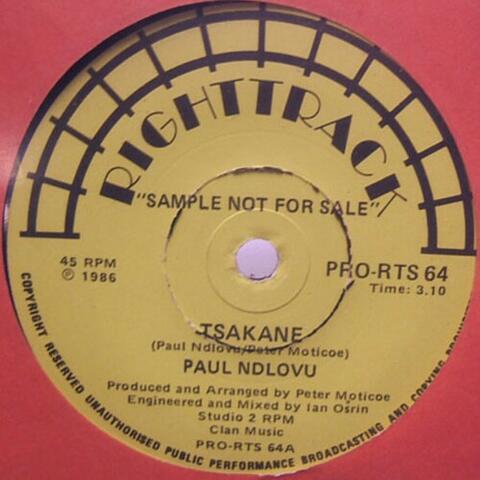 RIGHTTRACK
"SAMPLE NOT FOR SALE"
45 RPM
℗ 1986
PRO-RTS 64
Time: 3.10
TSAKANE
(Paul Ndlovu/Peter Moticoe)
PAUL NDLOVU
Produced and Arranged by Peter Moticoe
Engineered and Mixed by Ian Osrin
Studio 2 RPM
Clan Music
PRO-RTS 64A
COPYRIGHT RESERVED UNAUTHORISED PUBLIC PERFORMANCE BROADCASTING AND COPYING